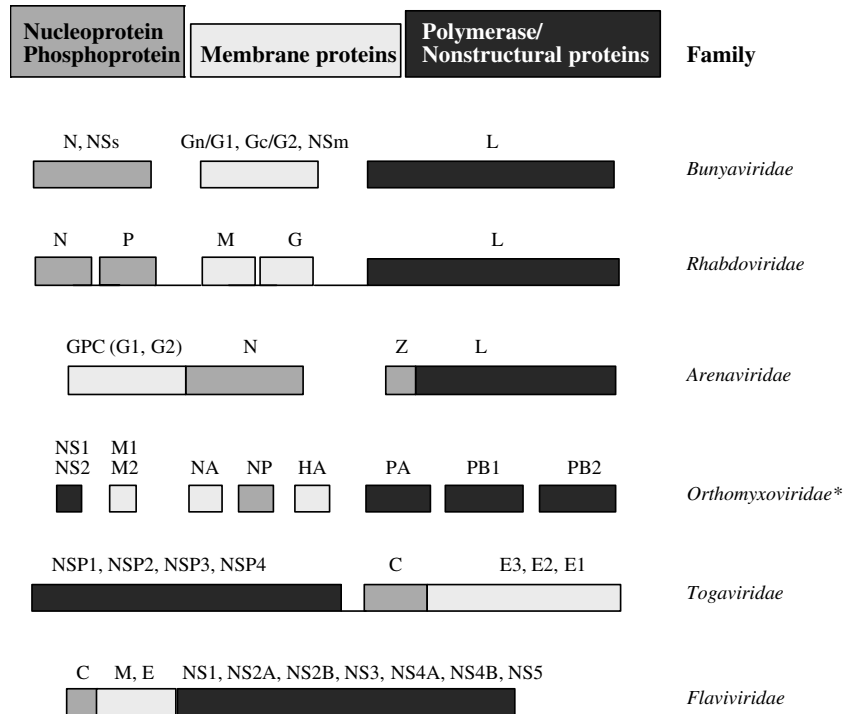 Nucleoprotein
Phosphoprotein
Membrane proteins
Polymerase/
Nonstructural proteins
Family
N, NSs
Gn/G1, Gc/G2, NSm
L
Bunyaviridae
N
P
M
G
L
Rhabdoviridae
GPC (G1, G2)
N
Z
L
Arenaviridae
NS1
NS2
M1
M2
NA
NP
HA
PA
PB1
PB2
Orthomyxoviridae*
NSP1, NSP2, NSP3, NSP4
C
E3, E2, E1
Togaviridae
C
M, E
NS1, NS2A, NS2B, NS3, NS4A, NS4B, NS5
Flaviviridae